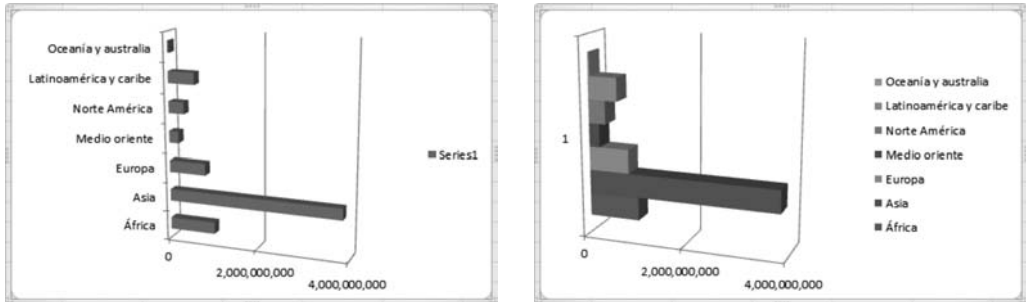 Oceanía y australia
Latinoamérica y caribe
Norte América
Medio oriente
Europa
Asia
África
0
2,000,000,000
4,000,000,000
Series1
1
0
2,000,000,000
4,000,000,000
Oceanía y australia
Latinoamérica y caribe
Norte América
Medio oriente
Europa
Asia
África